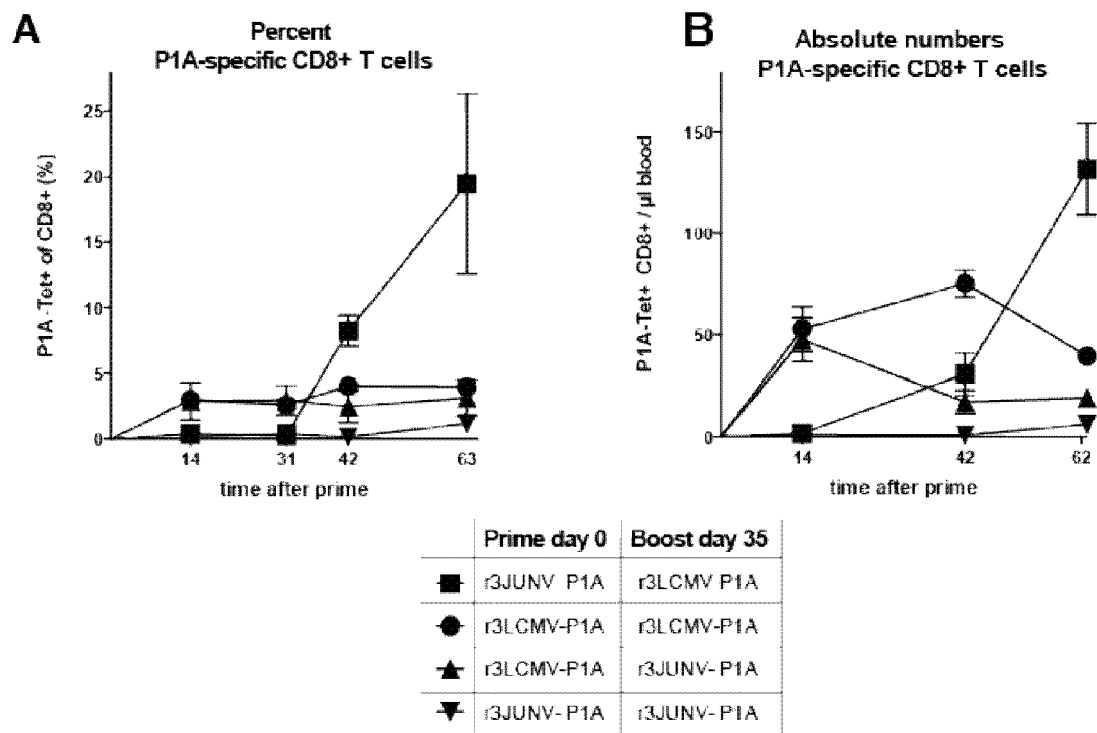 A
Percent
P1A-specific CD8+ T cells
P1A -Tet+ of CD8+ (%)
25
20
15
10
5
0
14
31
42
63
time after prime
B
Absolute numbers
P1A-specific CD8+ T cells
P1A-Tet+ CD8+ / µl blood
150
100
50
0
14
42
62
time after prime
Prime day 0 Boost day 35
r3JUNV P1A r3LCMV P1A
r3LCMV-P1A r3LCMV-P1A
r3LCMV-P1A r3JUNV- P1A
r3JUNV- P1A r3JUNV- P1A